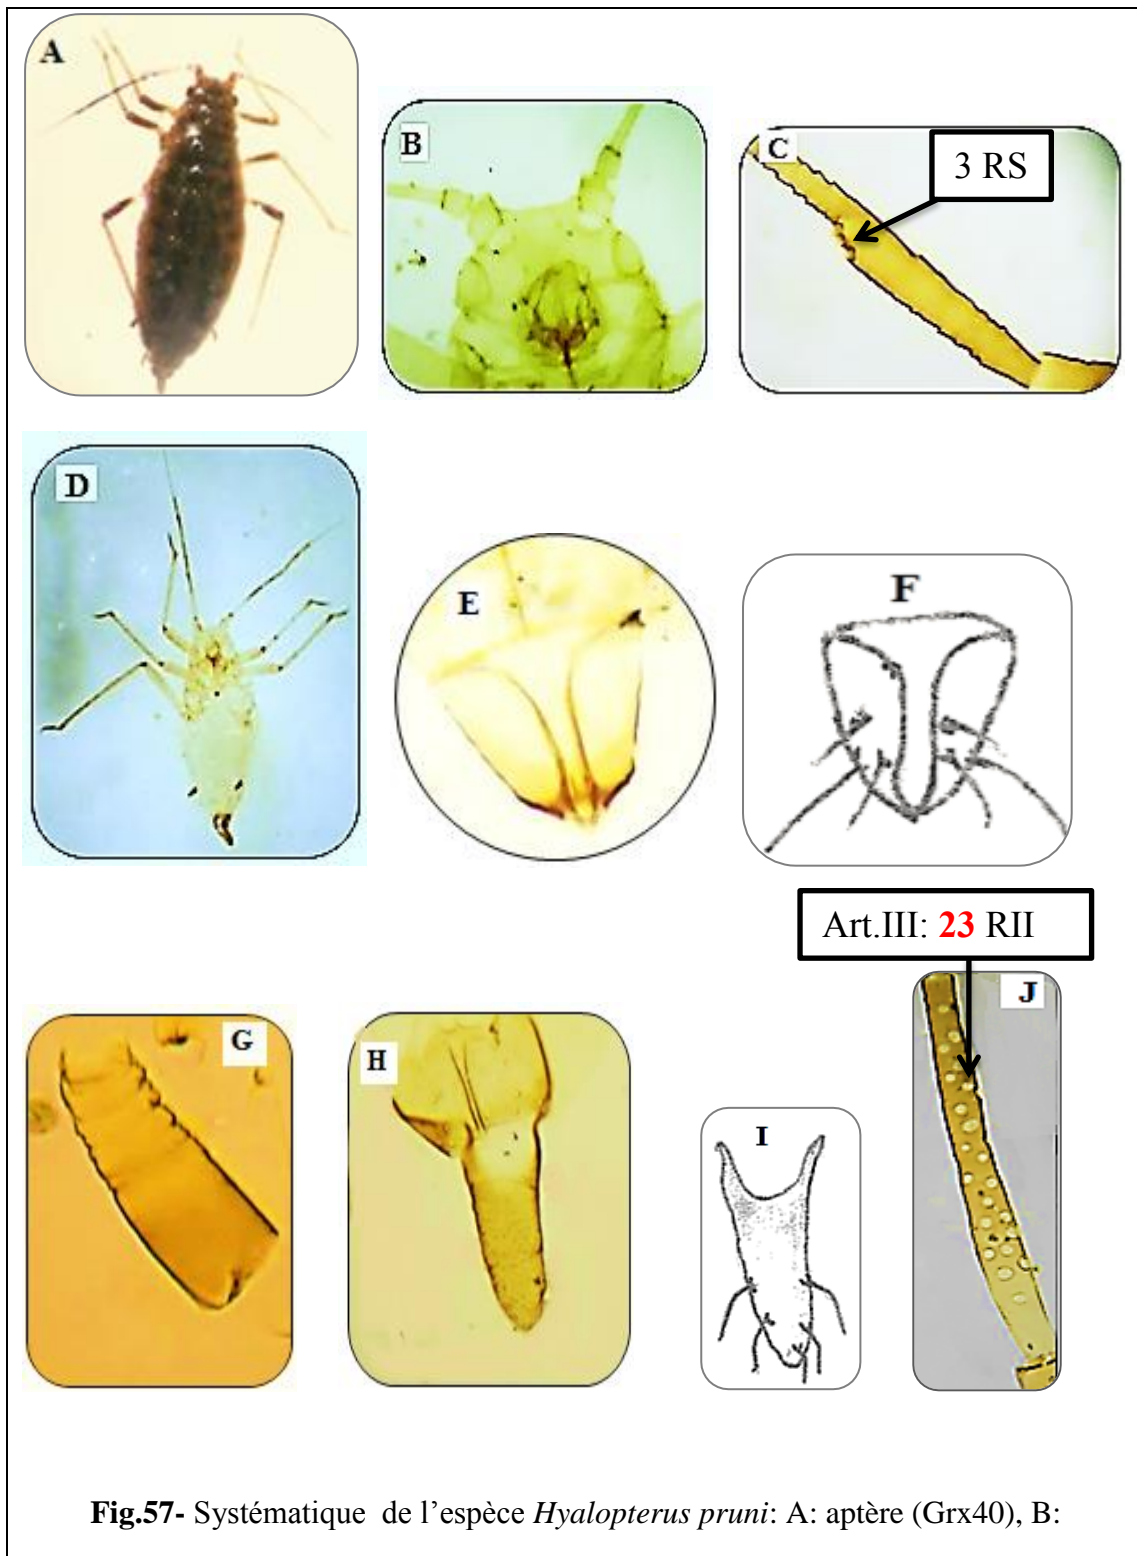 A
B
C
3 RS
D
E
F
Art.III: 23 RII
G
H
I
J
Fig.57- Systématique de l’espèce Hyalopterus pruni: A: aptère (Grx40), B: